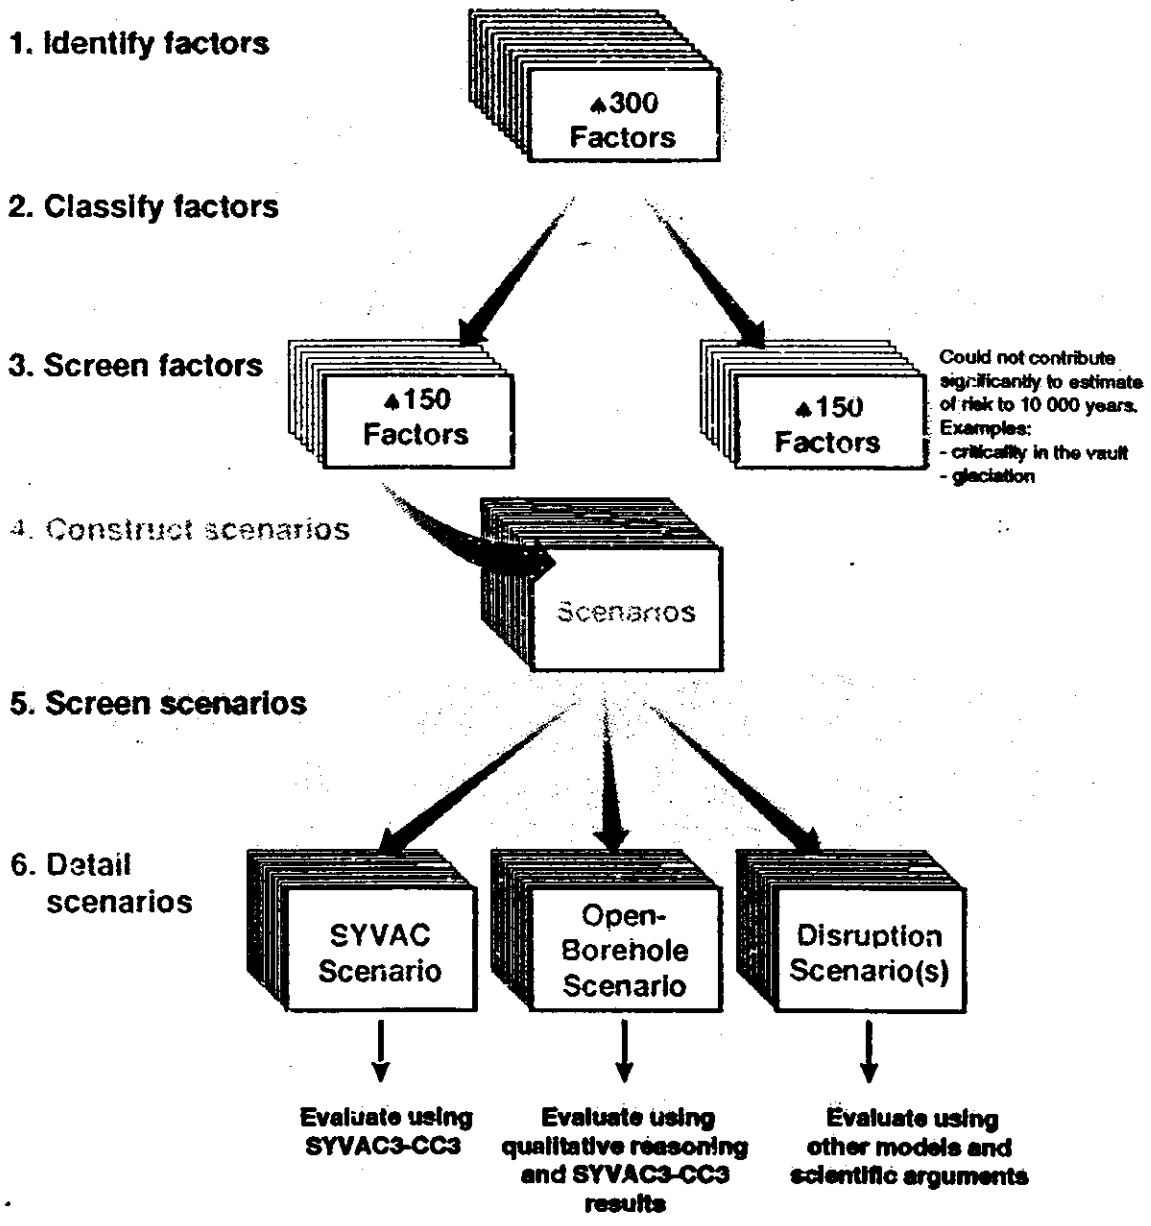 1. Identify factors
♠300
Factors
2. Classify factors
3. Screen factors
♠150
Factors
♠150
Factors
Could not contribute
significantly to estimate
of risk to 10 000 years.
Examples:
- criticality in the vault
- glaciation
4. Construct scenarios
Scenarios
5. Screen scenarios
6. Detail
scenarios
SYVAC
Scenario
Open-
Borehole
Scenario
Disruption
Scenario(s)
Evaluate using
SYVAC3-CC3
Evaluate using
qualitative reasoning
and SYVAC3-CC3
results
Evaluate using
other models and
scientific arguments